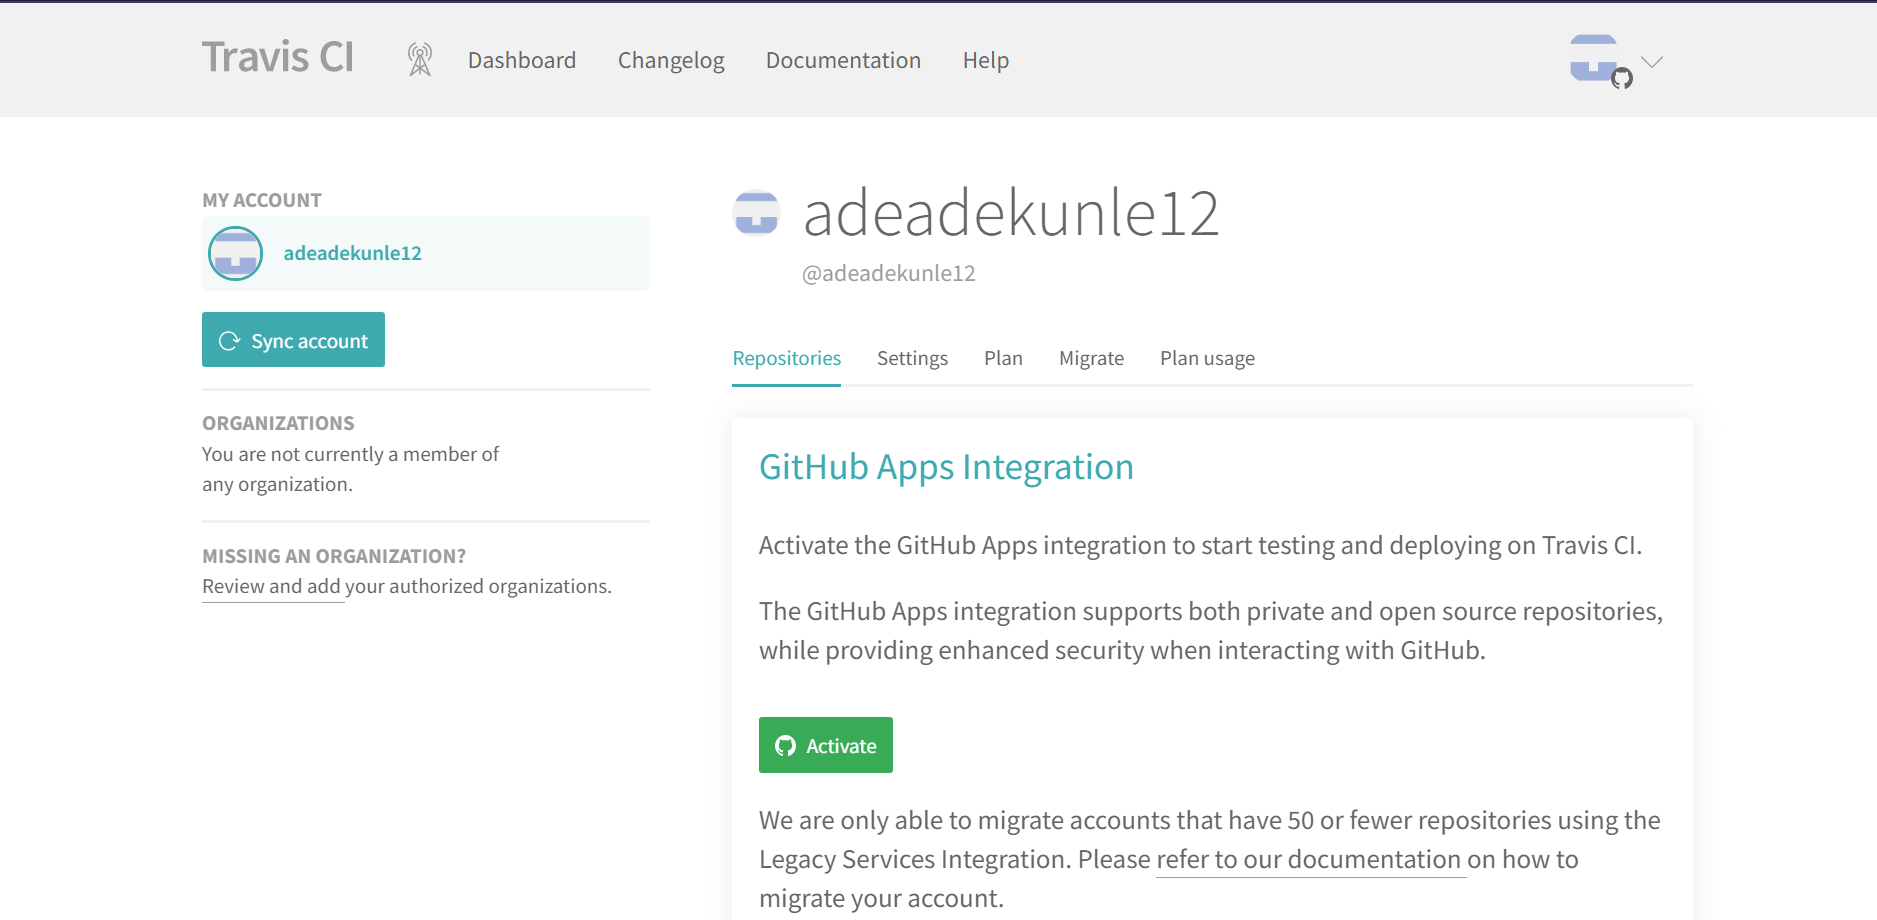 Travis CI
Dashboard
Changelog
Documentation
Help
MY ACCOUNT
adeadekunle12
Sync account
ORGANIZATIONS
You are not currently a member of
any organization.
MISSING AN ORGANIZATION?
Review and add your authorized organizations.
adeadekunle12
@adeadekunle12
Repositories
Settings
Plan
Migrate
Plan usage
GitHub Apps Integration
Activate the GitHub Apps integration to start testing and deploying on Travis CI.
The GitHub Apps integration supports both private and open source repositories,
while providing enhanced security when interacting with GitHub.
Activate
We are only able to migrate accounts that have 50 or fewer repositories using the
Legacy Services Integration. Please refer to our documentation on how to
migrate your account.